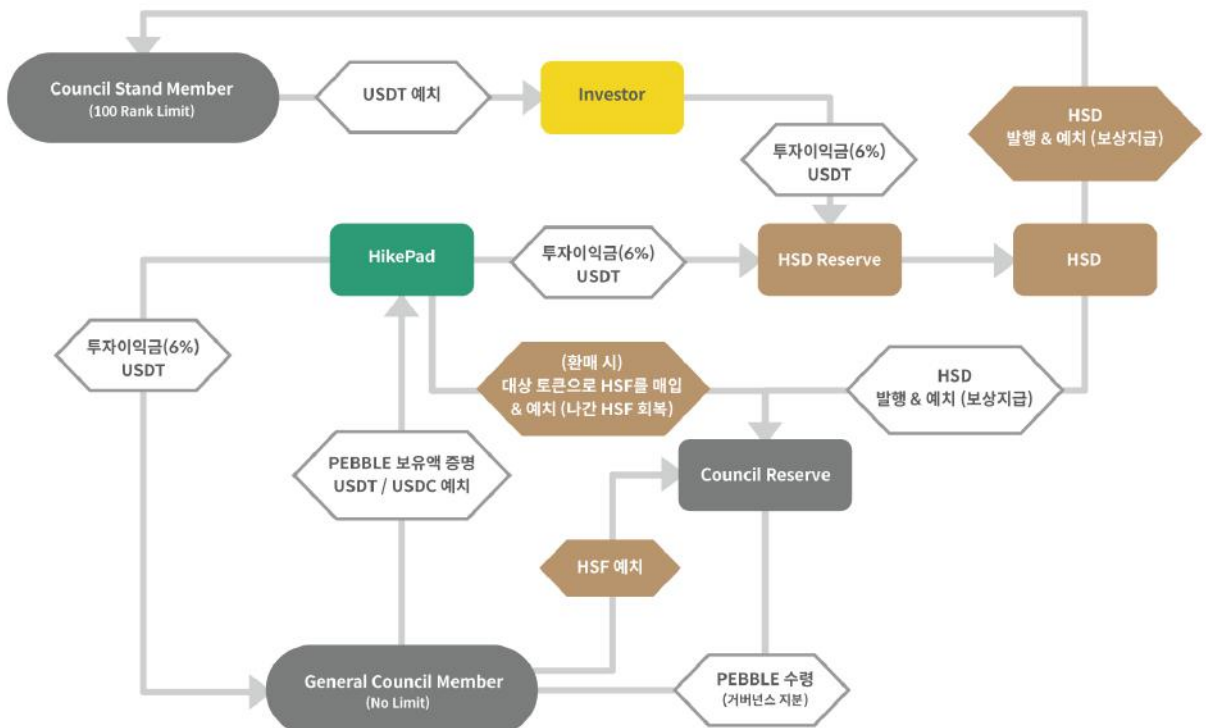 Council Stand Member
(100 Rank Limit)
USDT 예치
Investor
HSD
발행 & 예치 (보상지급)
투자이익금(6%)
USDT
HikePad
투자이익금(6%)
USDT
HSD Reserve
HSD
투자이익금(6%)
USDT
(환매 시)
대상 토큰으로 HSF를 매입
& 예치 (나간 HSF 회복)
HSD
발행 & 예치 (보상지급)
PEBBLE 보유액 증명
USDT / USDC 예치
Council Reserve
HSF 예치
General Council Member
(No Limit)
PEBBLE 수령
(거버넌스 지분)